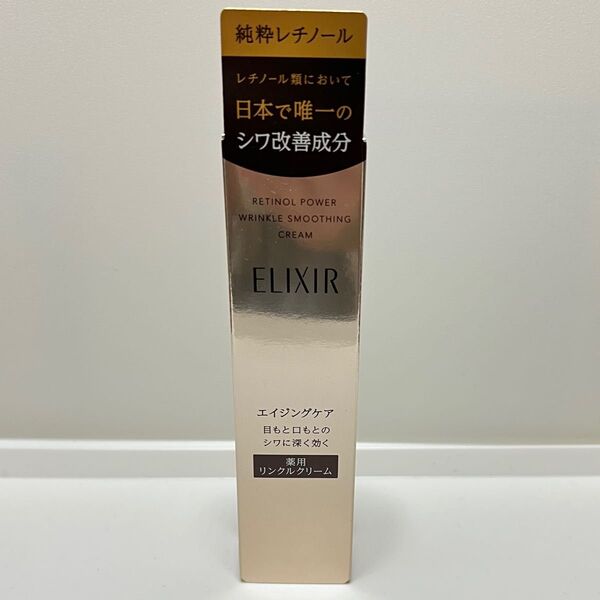 純粋レチノール
レチノール類において
日本で唯一の
シワ改善成分
RETINOL POWER
WRINKLE SMOOTHING
CREAM
ELIXIR
エイジングケア
目もと口もとの
シワに深く効く
薬用
リンクルクリーム